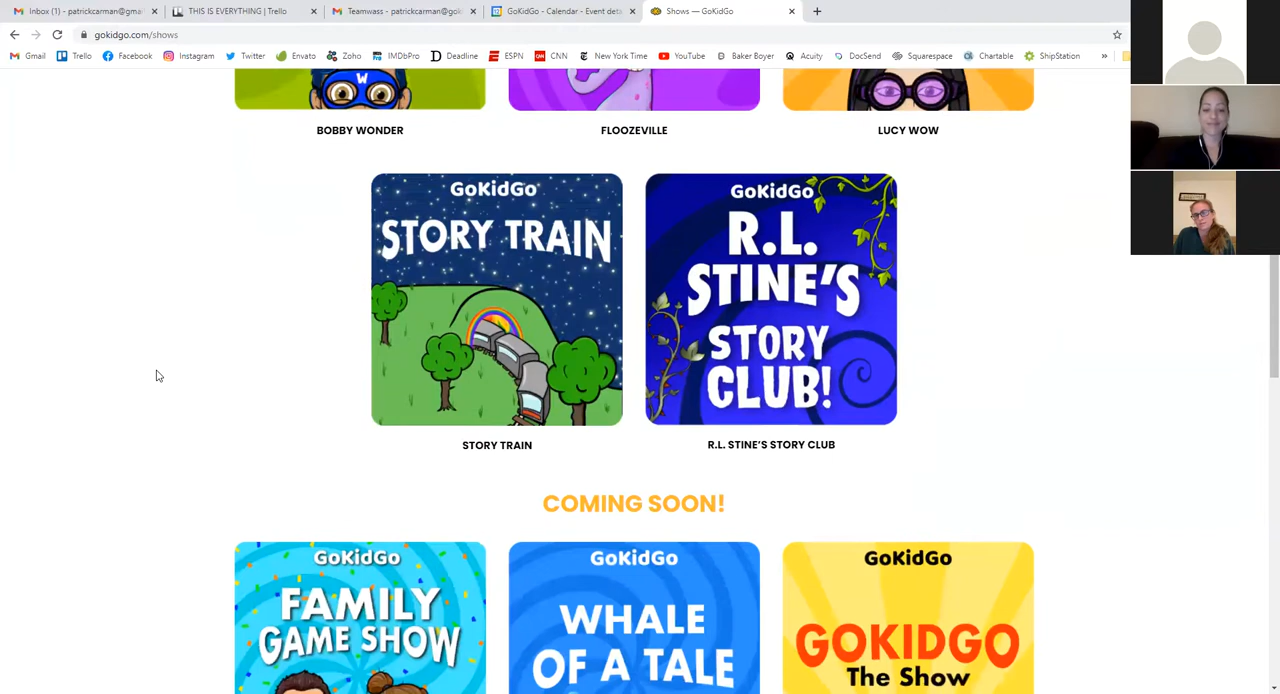 Inbox (1) - patrickcarman@gma
THIS IS EVERYTHING | Trello
Teamwass - patrickcarman@gok
GoKidGo - Calendar - Event deta
Shows — GoKidGo
gokidgo.com/shows
Gmail
Trello
Facebook
Instagram
Twitter
Envato
Zoho
IMDbPro
Deadline
ESPN
CNN
New York Time
YouTube
Baker Boyer
Acuity
DocSend
Squarespace
Chartable
ShipStation
W
BOBBY WONDER
FLOOZEVILLE
LUCY WOW
GoKidGo
STORY TRAIN
STORY TRAIN
GoKidGo
R.L.
STINE'S
STORY
CLUB!
R.L. STINE'S STORY CLUB
COMING SOON!
GoKidGo
FAMILY
GAME SHOW
GoKidGo
WHALE
OF A TALE
GoKidGo
GOKIDGO
The Show